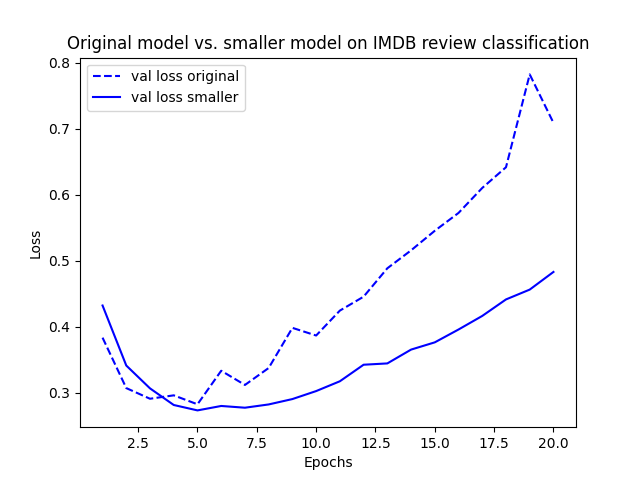 Original model vs. smaller model on IMDB review classification
val loss original
val loss smaller
0.8
0.7
0.6
0.5
0.4
0.3
Loss
2.5 5.0 7.5 10.0 12.5 15.0 17.5 20.0
Epochs